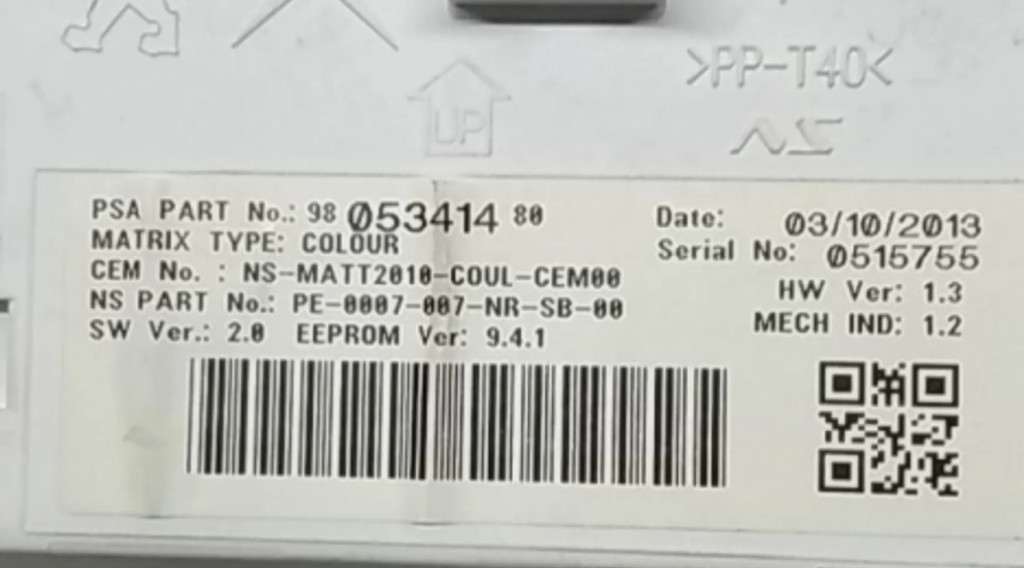 >PP-T40<
UP
PSA PART No.: 98 053414 80
MATRIX TYPE: COLOUR
CEM No. : NS-MATT2010-COUL-CEM00
NS PART No.: PE-0007-007-NR-SB-00
SW Ver.: 2.0 EEPROM Ver: 9.4.1
Date: 03/10/2013
Serial No: 0515755
HW Ver: 1.3
MECH IND: 1.2